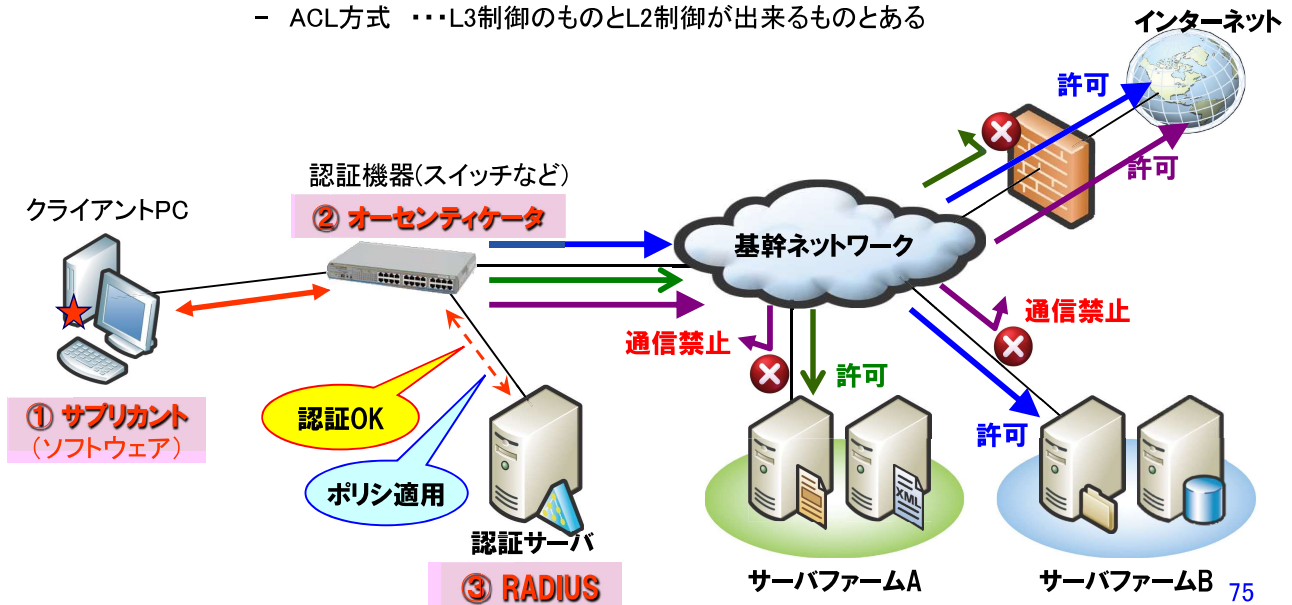 － ACL方式 ・・・L3制御のものとL2制御が出来るものとある
インターネット
許可
許可
認証機器(スイッチなど)
② オーセンティケータ
クライアントPC
基幹ネットワーク
通信禁止
通信禁止
許可
許可
① サプリカント
(ソフトウェア)
認証OK
ポリシ適用
XML
認証サーバ
③ RADIUS
サーバファームA
サーバファームB
75